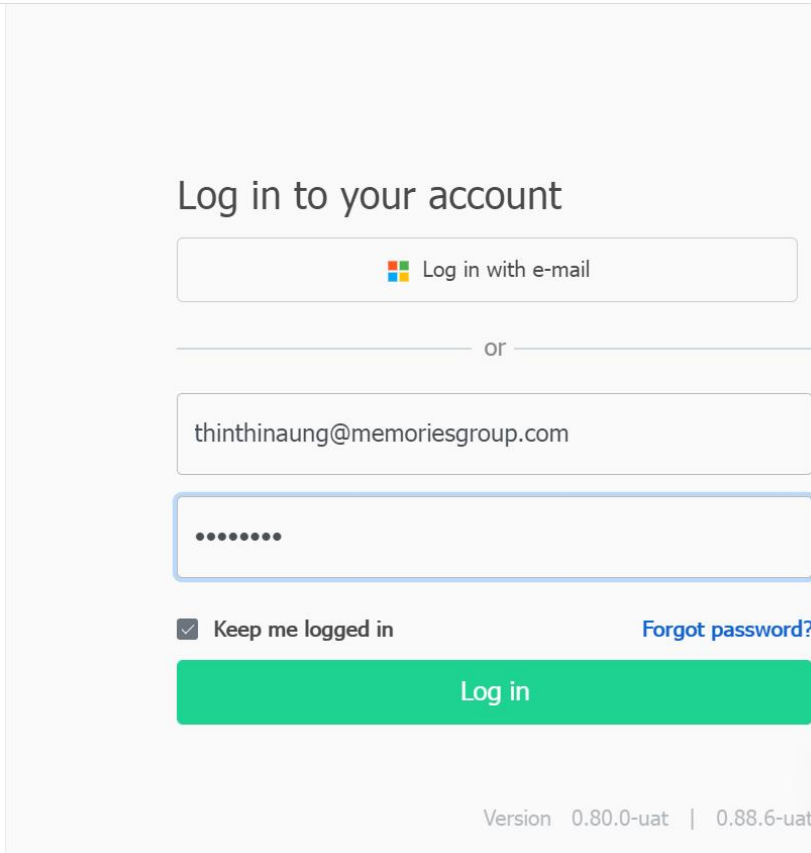 Log in to your account
Log in with e-mail
or
thinthinaung@memoriesgroup.com
••••••••
Keep me logged in Forgot password?
Log in
Version 0.80.0-uat | 0.88.6-uat